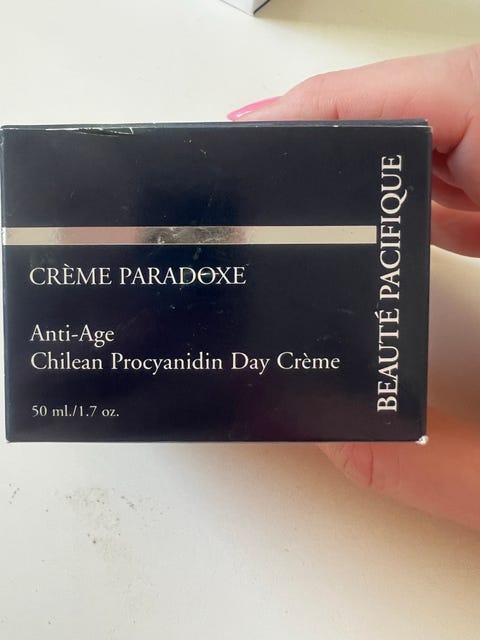 CRÈME PARADOXE
Anti-Age
Chilean Procyanidin Day Crème
50 ml./1.7 oz.
BEAUTÉ PACIFIQUE